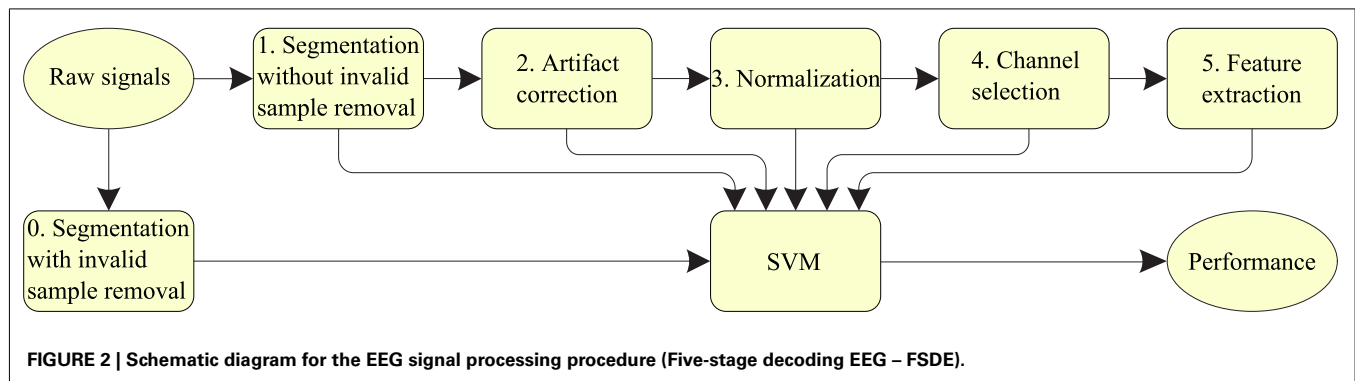 Raw signals
1. Segmentation
without invalid
sample removal
2. Artifact
correction
3. Normalization
4. Channel
selection
5. Feature
extraction
0. Segmentation
with invalid
sample removal
SVM
Performance
FIGURE 2 | Schematic diagram for the EEG signal processing procedure (Five-stage decoding EEG – FSDE).